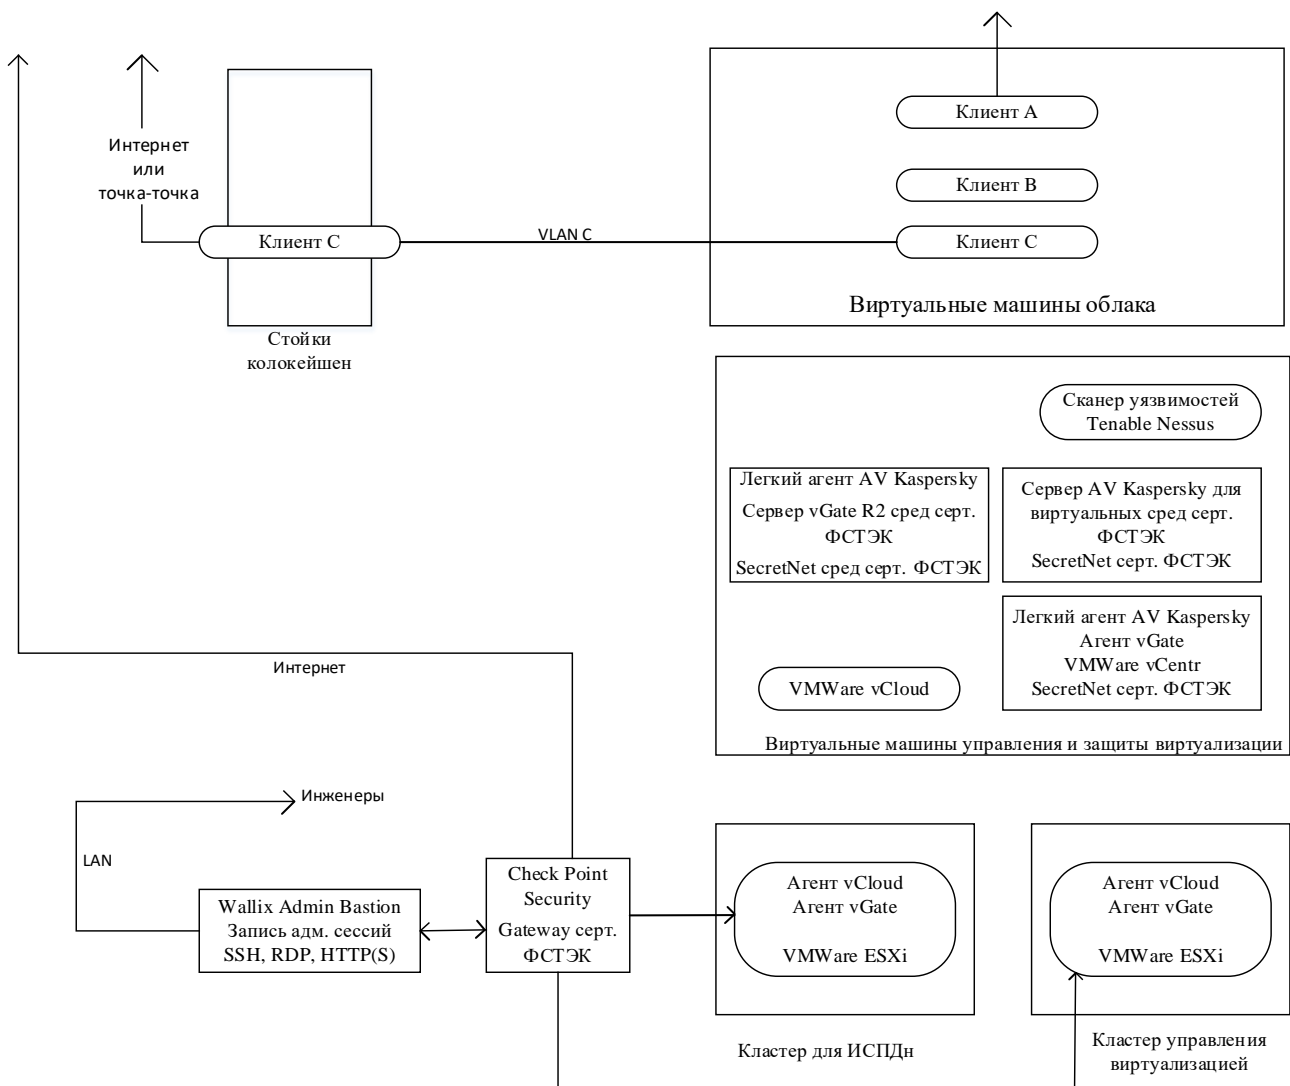 Клиент A
Интернет
или
точка-точка
Клиент B
Клиент C
VLAN C
Клиент C
Виртуальные машины облака
Стойки
колокейшен
Сканер уязвимостей
Tenable Nessus
Легкий агент AV Kaspersky
Сервер vGate R2 сред серт.
ФСТЭК
SecretNet сред серт. ФСТЭК
Сервер AV Kaspersky для
виртуальных сред серт.
ФСТЭК
SecretNet серт. ФСТЭК
Легкий агент AV Kaspersky
Агент vGate
VMWare vCentr
SecretNet серт. ФСТЭК
VMWare vCloud
Виртуальные машины управления и защиты виртуализации
Интернет
Инженеры
LAN
Wallix Admin Bastion
Запись адм. сессий
SSH, RDP, HTTP(S)
Check Point
Security
Gateway серт.
ФСТЭК
Агент vCloud
Агент vGate
VMWare ESXi
Кластер для ИСПДн
Агент vCloud
Агент vGate
VMWare ESXi
Кластер управления
виртуализацией